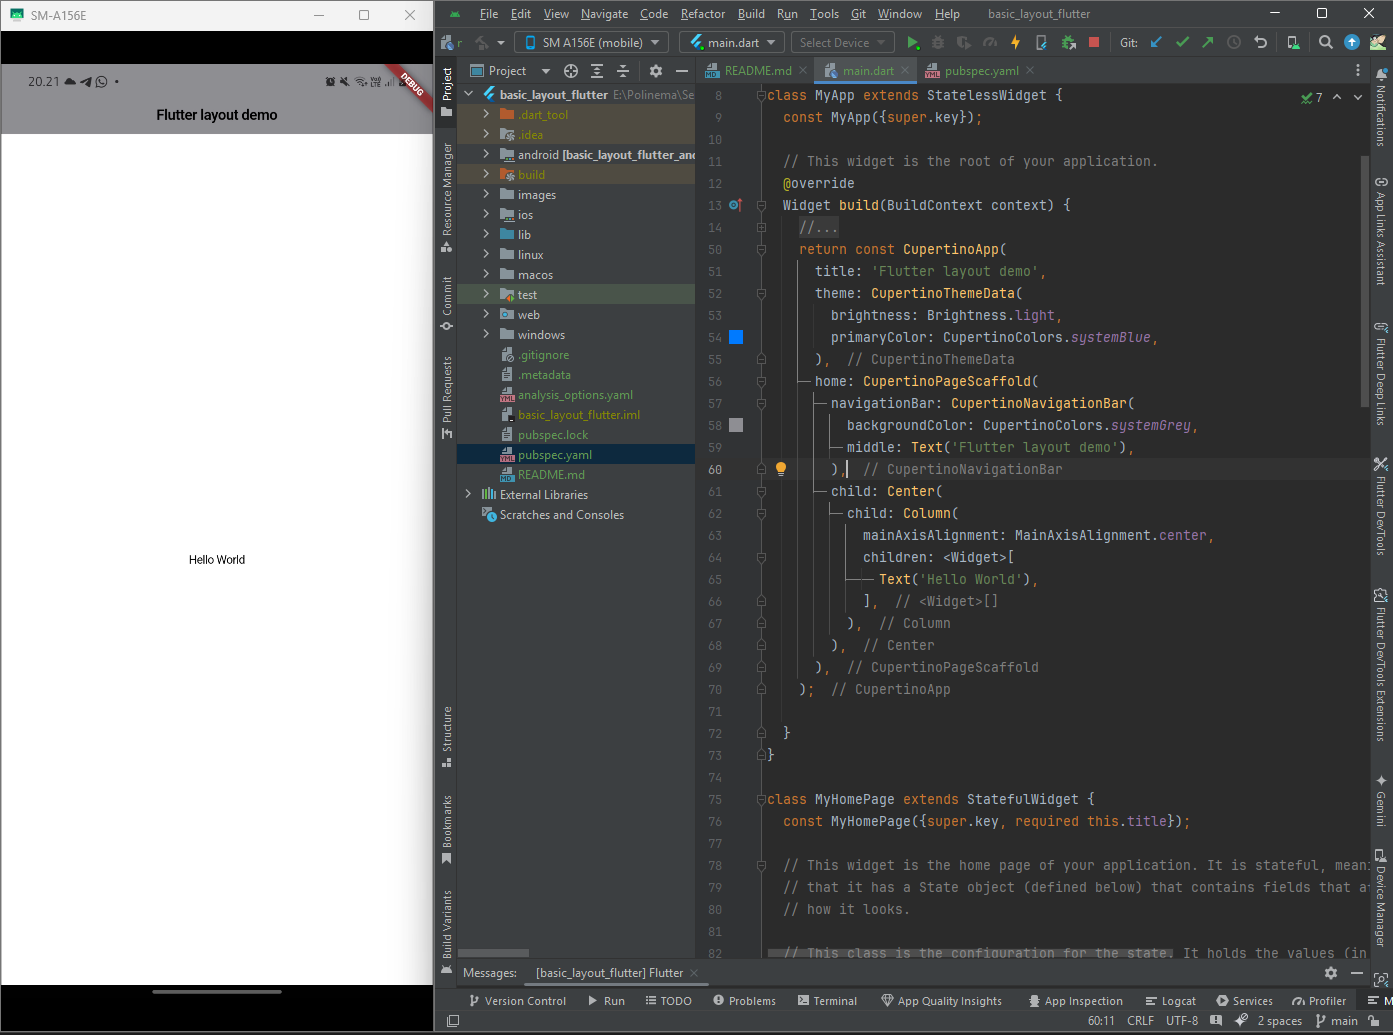 SM-A156E
20.21
DEBUG
Flutter layout demo
Hello World
File Edit View Navigate Code Refactor Build Run Tools Git Window Help basic_layout_flutter
SM A156E (mobile) main.dart Select Device Git:
Project
Resource Manager
Commit
Pull Requests
Structure
Bookmarks
Build Variants
Project
basic_layout_flutter E:\Polinema\Se
.dart_tool
.idea
android [basic_layout_flutter_and
build
images
ios
lib
linux
macos
test
web
windows
.gitignore
.metadata
analysis_options.yaml
basic_layout_flutter.iml
pubspec.lock
pubspec.yaml
README.md
External Libraries
Scratches and Consoles
README.md main.dart pubspec.yaml
7
8 class MyApp extends StatelessWidget {
9 const MyApp({super.key});
10
11 // This widget is the root of your application.
12 @override
13 Widget build(BuildContext context) {
14 //...
50 return const CupertinoApp(
51 title: 'Flutter layout demo',
52 theme: CupertinoThemeData(
53 brightness: Brightness.light,
54 primaryColor: CupertinoColors.systemBlue,
55 ), // CupertinoThemeData
56 home: CupertinoPageScaffold(
57 navigationBar: CupertinoNavigationBar(
58 backgroundColor: CupertinoColors.systemGrey,
59 middle: Text('Flutter layout demo'),
60 ), // CupertinoNavigationBar
61 child: Center(
62 child: Column(
63 mainAxisAlignment: MainAxisAlignment.center,
64 children: <Widget>[
65 Text('Hello World'),
66 ], // <Widget>[]
67 ), // Column
68 ), // Center
69 ), // CupertinoPageScaffold
70 ); // CupertinoApp
71
72 }
73 }
74
75 class MyHomePage extends StatefulWidget {
76 const MyHomePage({super.key, required this.title});
77
78 // This widget is the home page of your application. It is stateful, meani
79 // that it has a State object (defined below) that contains fields that af
80 // how it looks.
81
82 // This class is the configuration for the state. It holds the values (in
Notifications
App Links Assistant
Flutter Deep Links
Flutter DevTools
Flutter DevTools Extensions
Gemini
Device Manager
Messages: [basic_layout_flutter] Flutter
Version Control Run TODO Problems Terminal App Quality Insights App Inspection Logcat Services Profiler M
60:11 CRLF UTF-8 2 spaces main